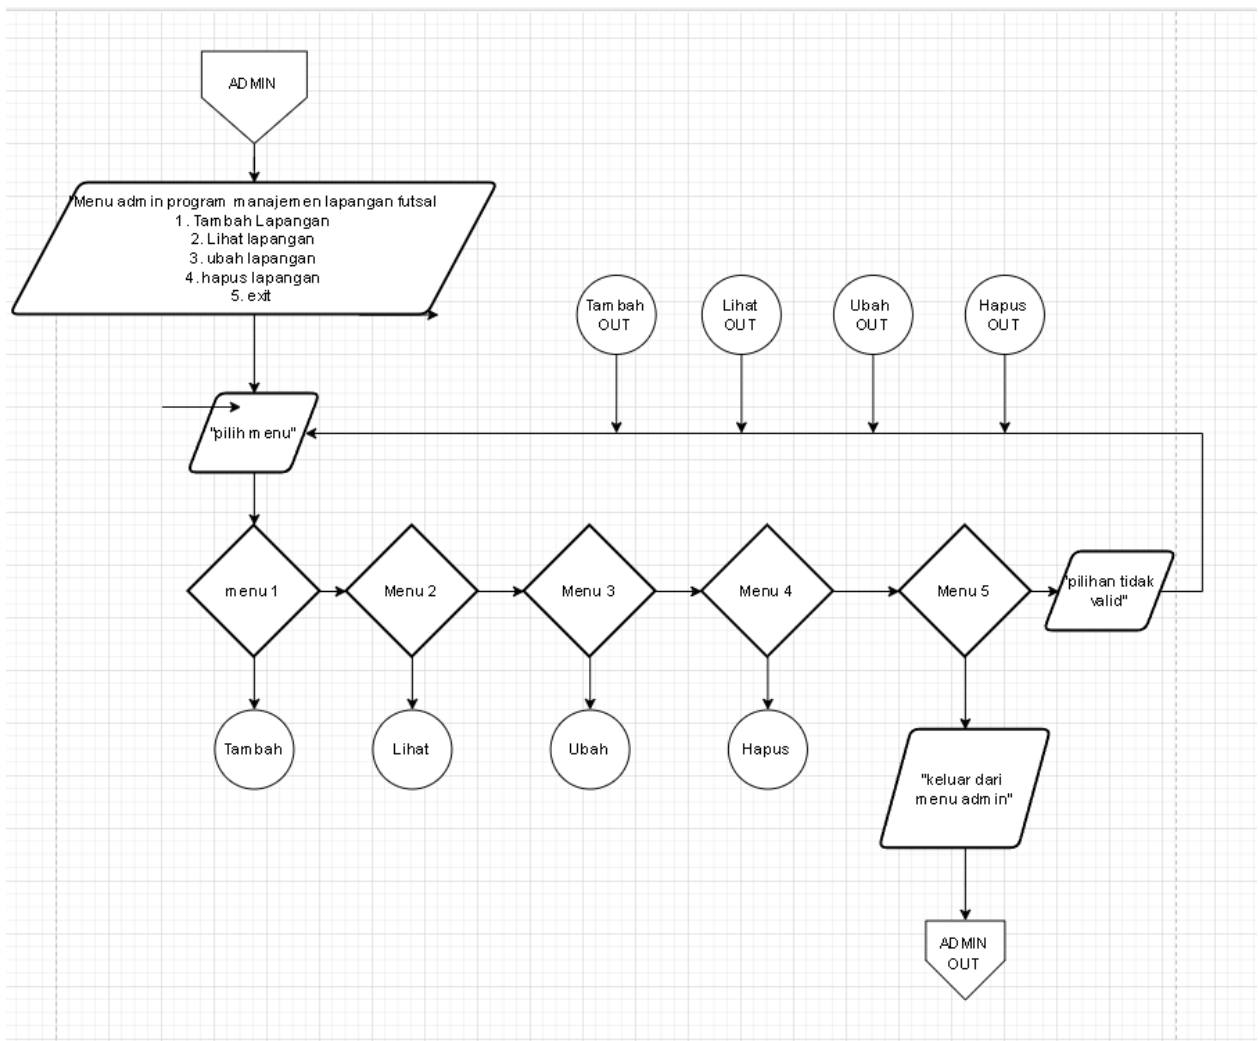 ADMIN
"Menu admin program manajemen lapangan futsal
1. Tambah Lapangan
2. Lihat lapangan
3. ubah lapangan
4. hapus lapangan
5. exit
Tambah
OUT
Lihat
OUT
Ubah
OUT
Hapus
OUT
"pilih menu"
menu 1
Menu 2
Menu 3
Menu 4
Menu 5
"pilihan tidak
valid"
Tambah
Lihat
Ubah
Hapus
"keluar dari
menu admin"
ADMIN
OUT